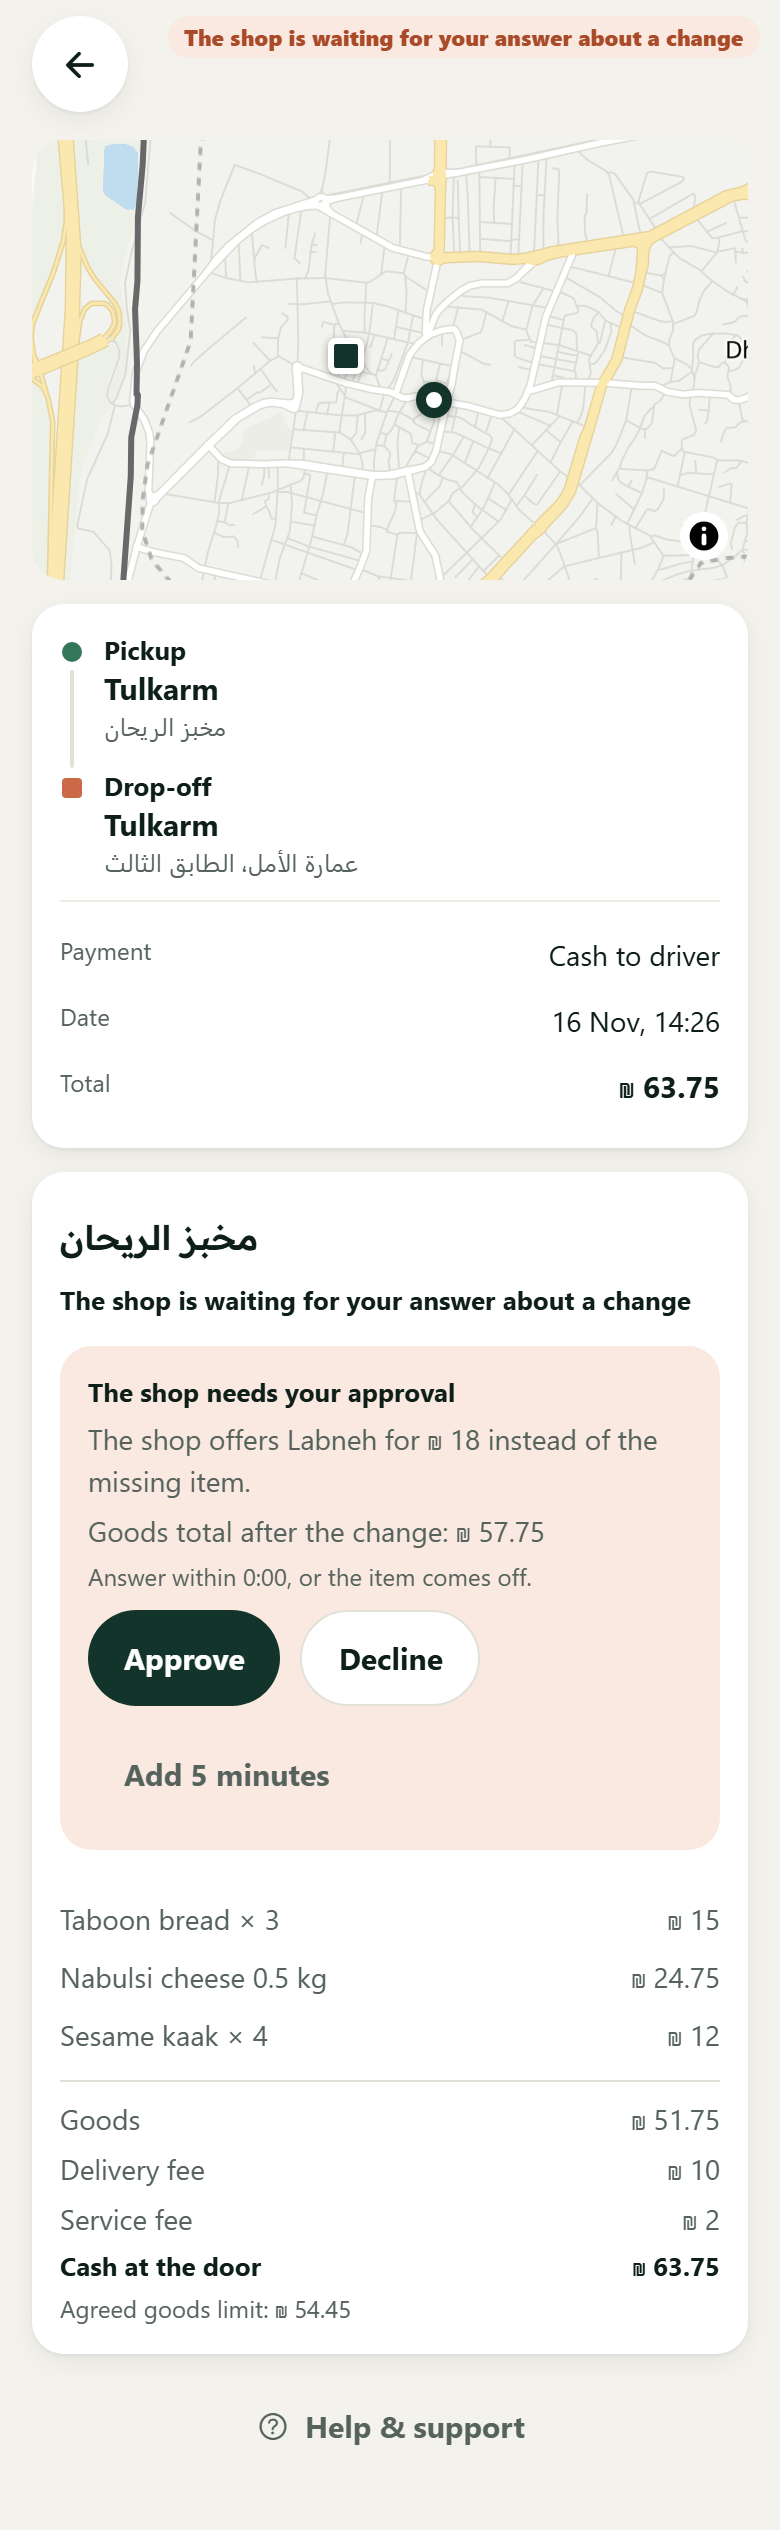 The shop is waiting for your answer about a change
Pickup
Tulkarm
مخبز الريحان
Drop-off
Tulkarm
عمارة الأمل، الطابق الثالث
Payment Cash to driver
Date 16 Nov, 14:26
Total ₪ 63.75
مخبز الريحان
The shop is waiting for your answer about a change
The shop needs your approval
The shop offers Labneh for ₪ 18 instead of the
missing item.
Goods total after the change: ₪ 57.75
Answer within 0:00, or the item comes off.
Approve Decline
Add 5 minutes
Taboon bread × 3 ₪ 15
Nabulsi cheese 0.5 kg ₪ 24.75
Sesame kaak × 4 ₪ 12
Goods ₪ 51.75
Delivery fee ₪ 10
Service fee ₪ 2
Cash at the door ₪ 63.75
Agreed goods limit: ₪ 54.45
Help & support